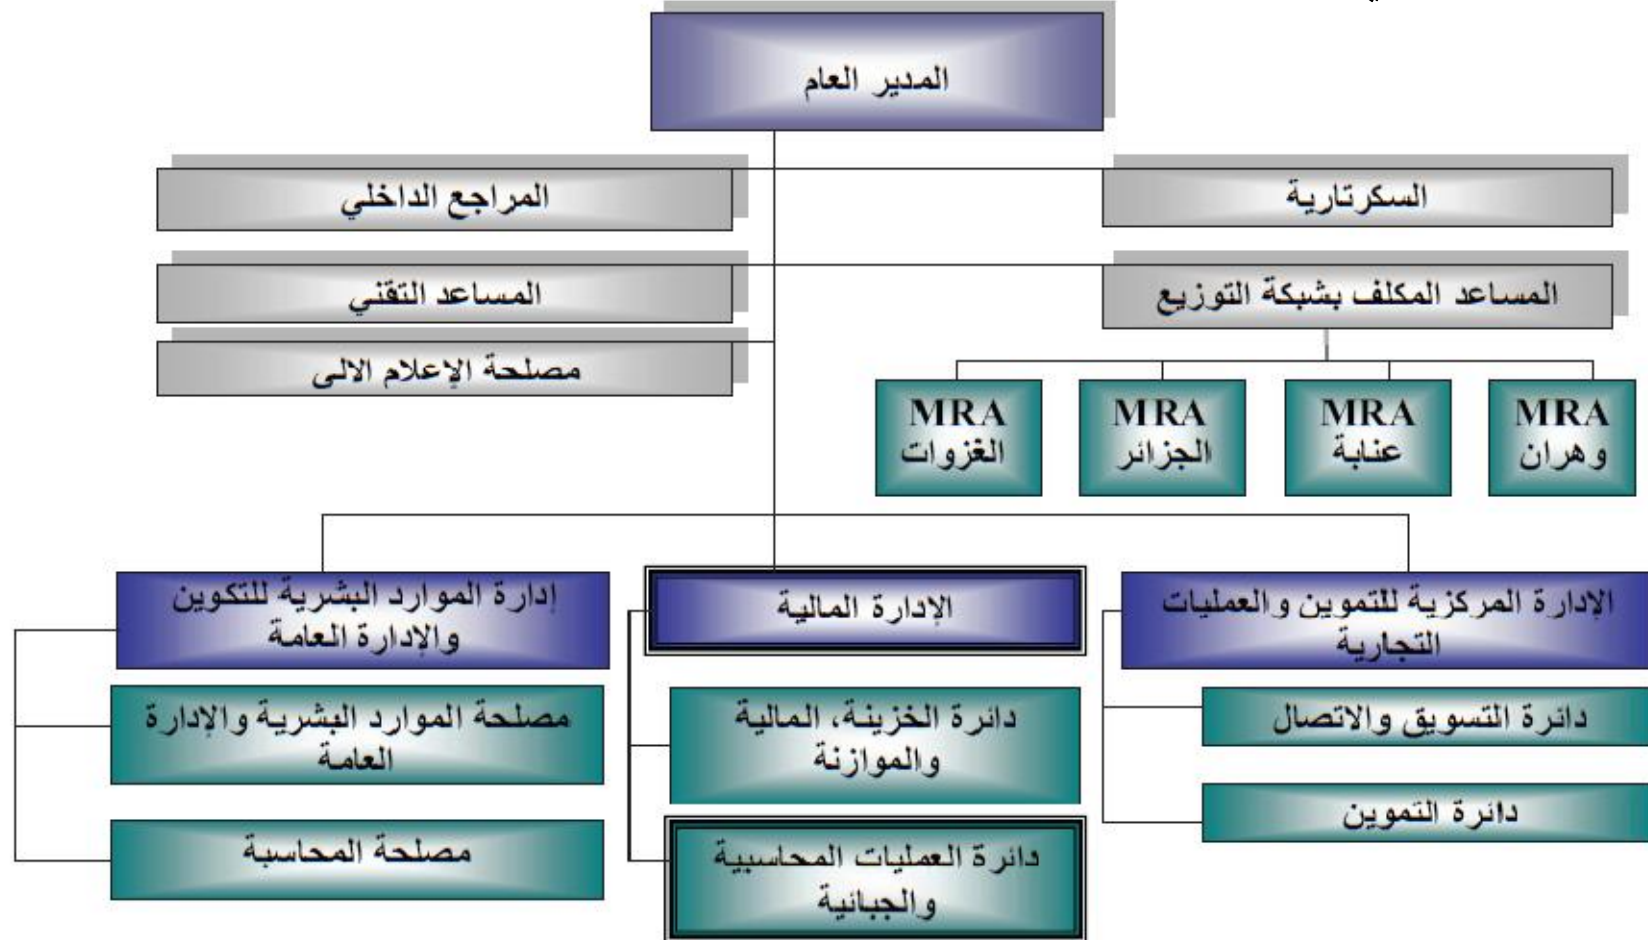 المدير العام
السكرتارية
المراجع الداخلي
المساعد المكلف بشبكة التوزيع
المساعد التقني
مصلحة الإعلام الالى
MRA
وهران
MRA
عنابة
MRA
الجزائر
MRA
الغزوات
الإدارة المركزية للتموين والعمليات
التجارية
دائرة التسويق والاتصال
دائرة التموين
الإدارة المالية
دائرة الخزينة، المالية
والموازنة
دائرة العمليات المحاسبية
والجبائية
إدارة الموارد البشرية للتكوين
والإدارة العامة
مصلحة الموارد البشرية والإدارة
العامة
مصلحة المحاسبة